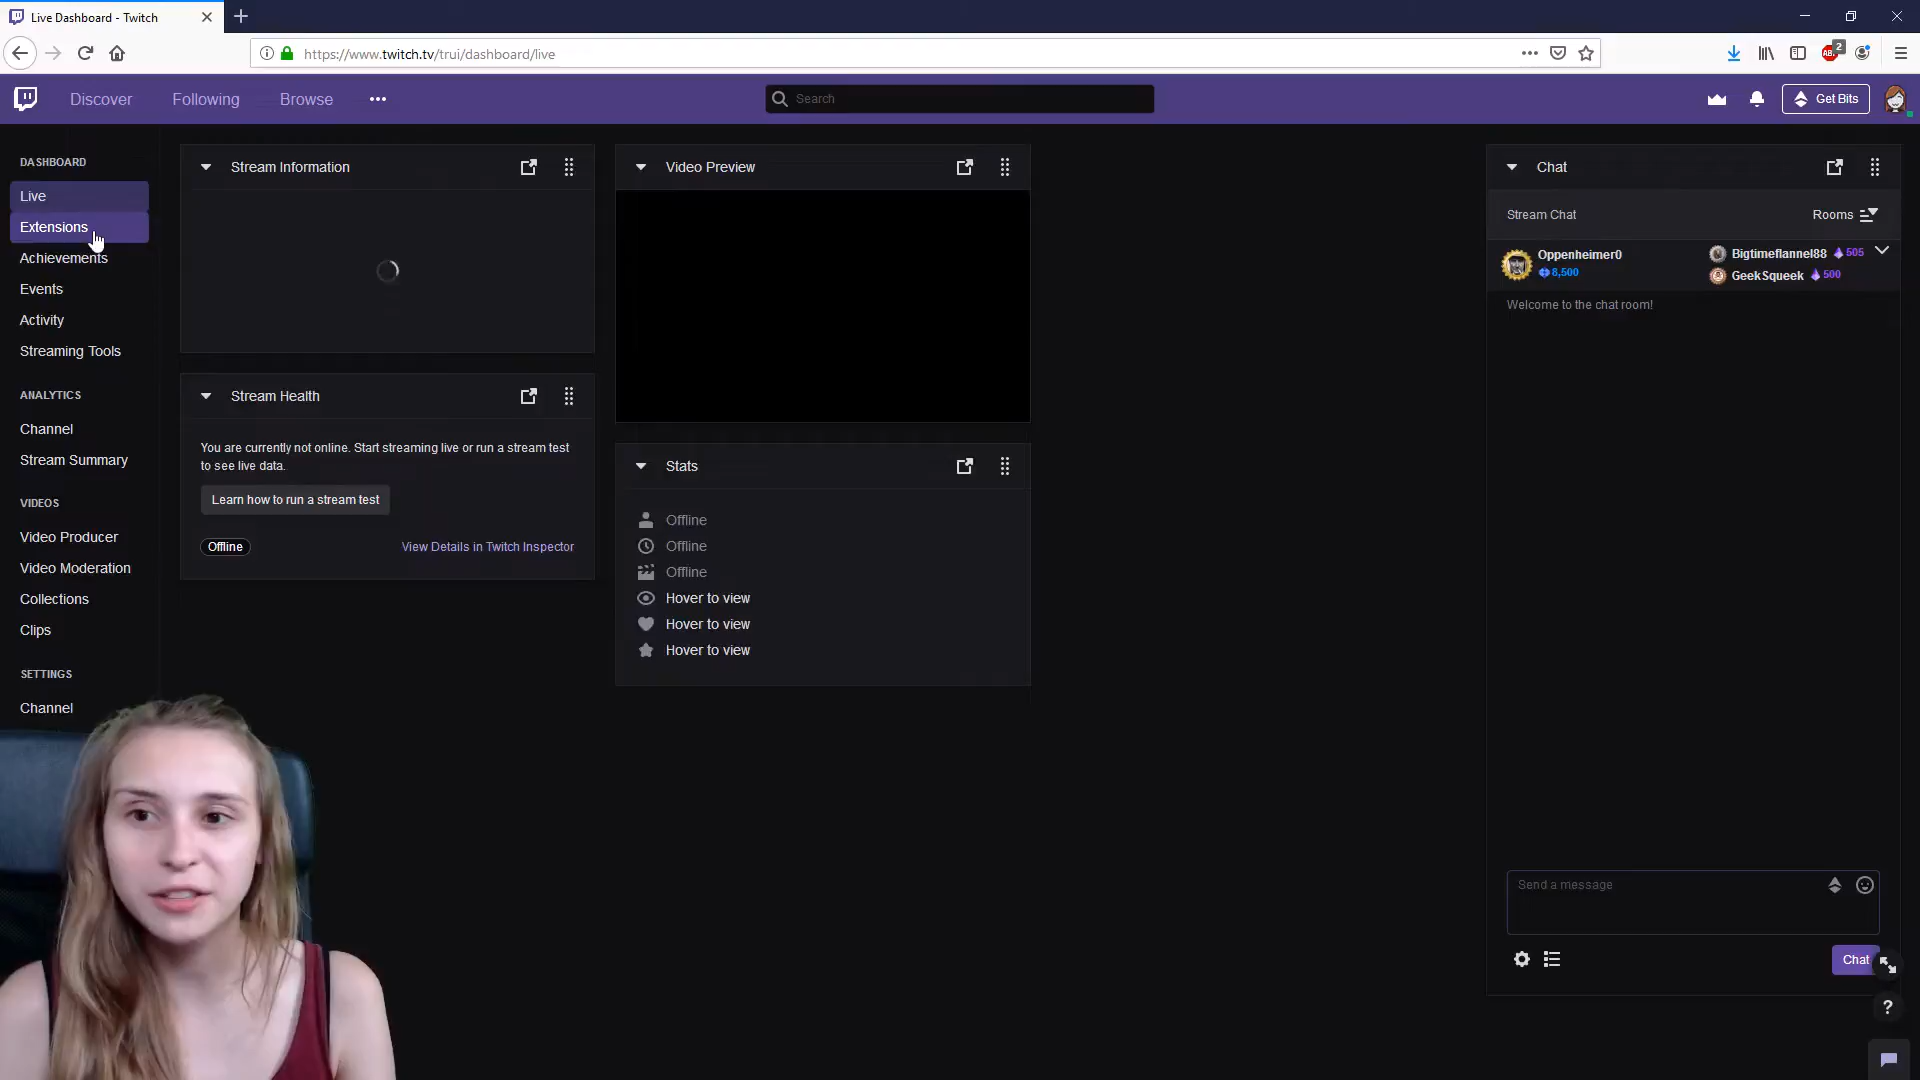 Live Dashboard - Twitch
https://www.twitch.tv/trui/dashboard/live
2
Discover
Following
Browse
Search
Get Bits
DASHBOARD
Live
Extensions
Achievements
Events
Activity
Streaming Tools
ANALYTICS
Channel
Stream Summary
VIDEOS
Video Producer
Video Moderation
Collections
Clips
SETTINGS
Channel
Stream Information
Stream Health
You are currently not online. Start streaming live or run a stream test
to see live data.
Learn how to run a stream test
Offline
View Details in Twitch Inspector
Video Preview
Stats
Offline
Offline
Offline
Hover to view
Hover to view
Hover to view
Chat
Stream Chat
Rooms
Oppenheimer0
8,500
Bigtimeflannel88 505
GeekSqueek 500
Welcome to the chat room!
Send a message
Chat
?